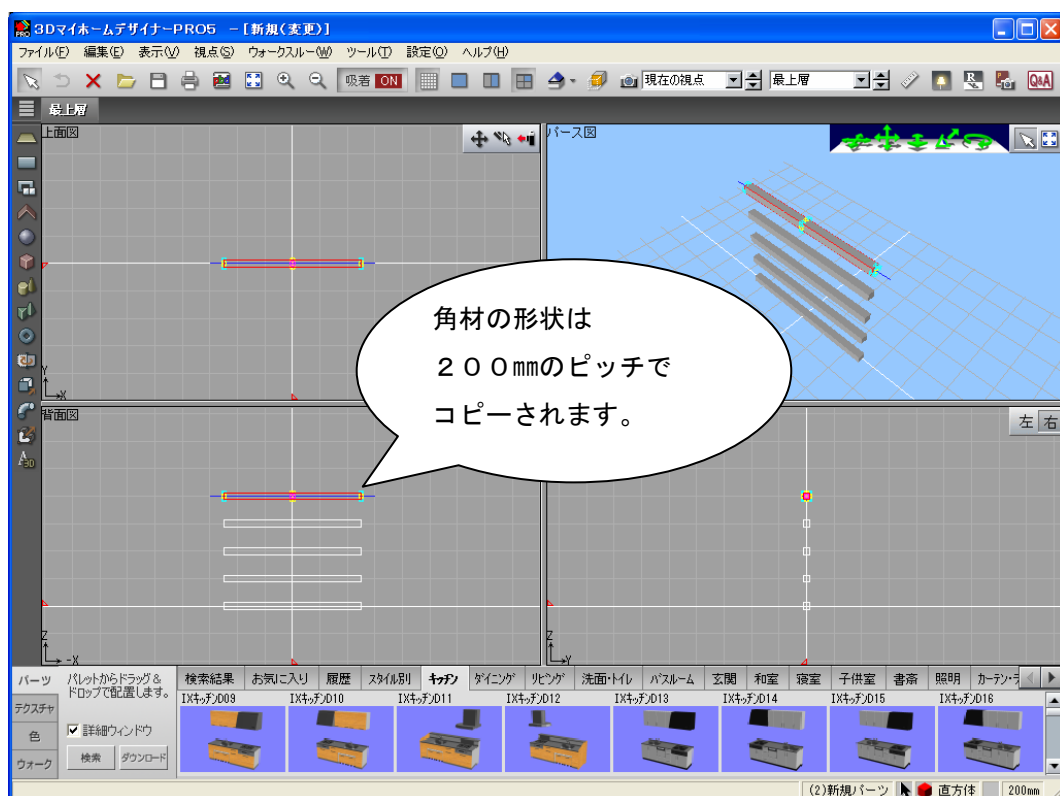 3DマイホームデザイナーPRO5 －[新規(変更)]
ファイル(F) 編集(E) 表示(V) 視点(S) ウォークスルー(W) ツール(T) 設定(O) ヘルプ(H)
吸着 ON 現在の視点 最上層 Q&A
最上層
上面図
パース図
Y
X
角材の形状は
２００㎜のピッチで
コピーされます。
背面図
左 右
Z
-X
Z
Y
パーツ
テクスチャ
色
ウォーク
パレットからドラッグ&
ドロップで配置します。
詳細ウィンドウ
検索 ダウンロード
検索結果 お気に入り 履歴 スタイル別 キッチン ダイニング リビング 洗面・トイレ バスルーム 玄関 和室 寝室 子供室 書斎 照明 カーテン・ラ
IXキッチンD09 IXキッチンD10 IXキッチンD11 IXキッチンD12 IXキッチンD13 IXキッチンD14 IXキッチンD15 IXキッチンD16
(2)新規パーツ 直方体 200mm